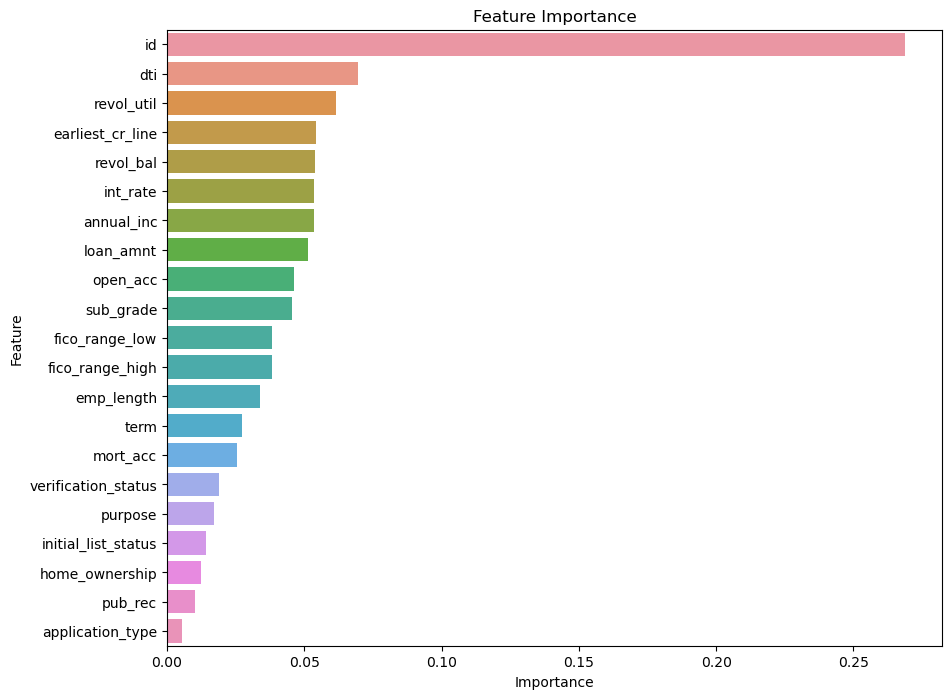 Feature Importance
Feature
id
dti
revol_util
earliest_cr_line
revol_bal
int_rate
annual_inc
loan_amnt
open_acc
sub_grade
fico_range_low
fico_range_high
emp_length
term
mort_acc
verification_status
purpose
initial_list_status
home_ownership
pub_rec
application_type
0.00 0.05 0.10 0.15 0.20 0.25
Importance